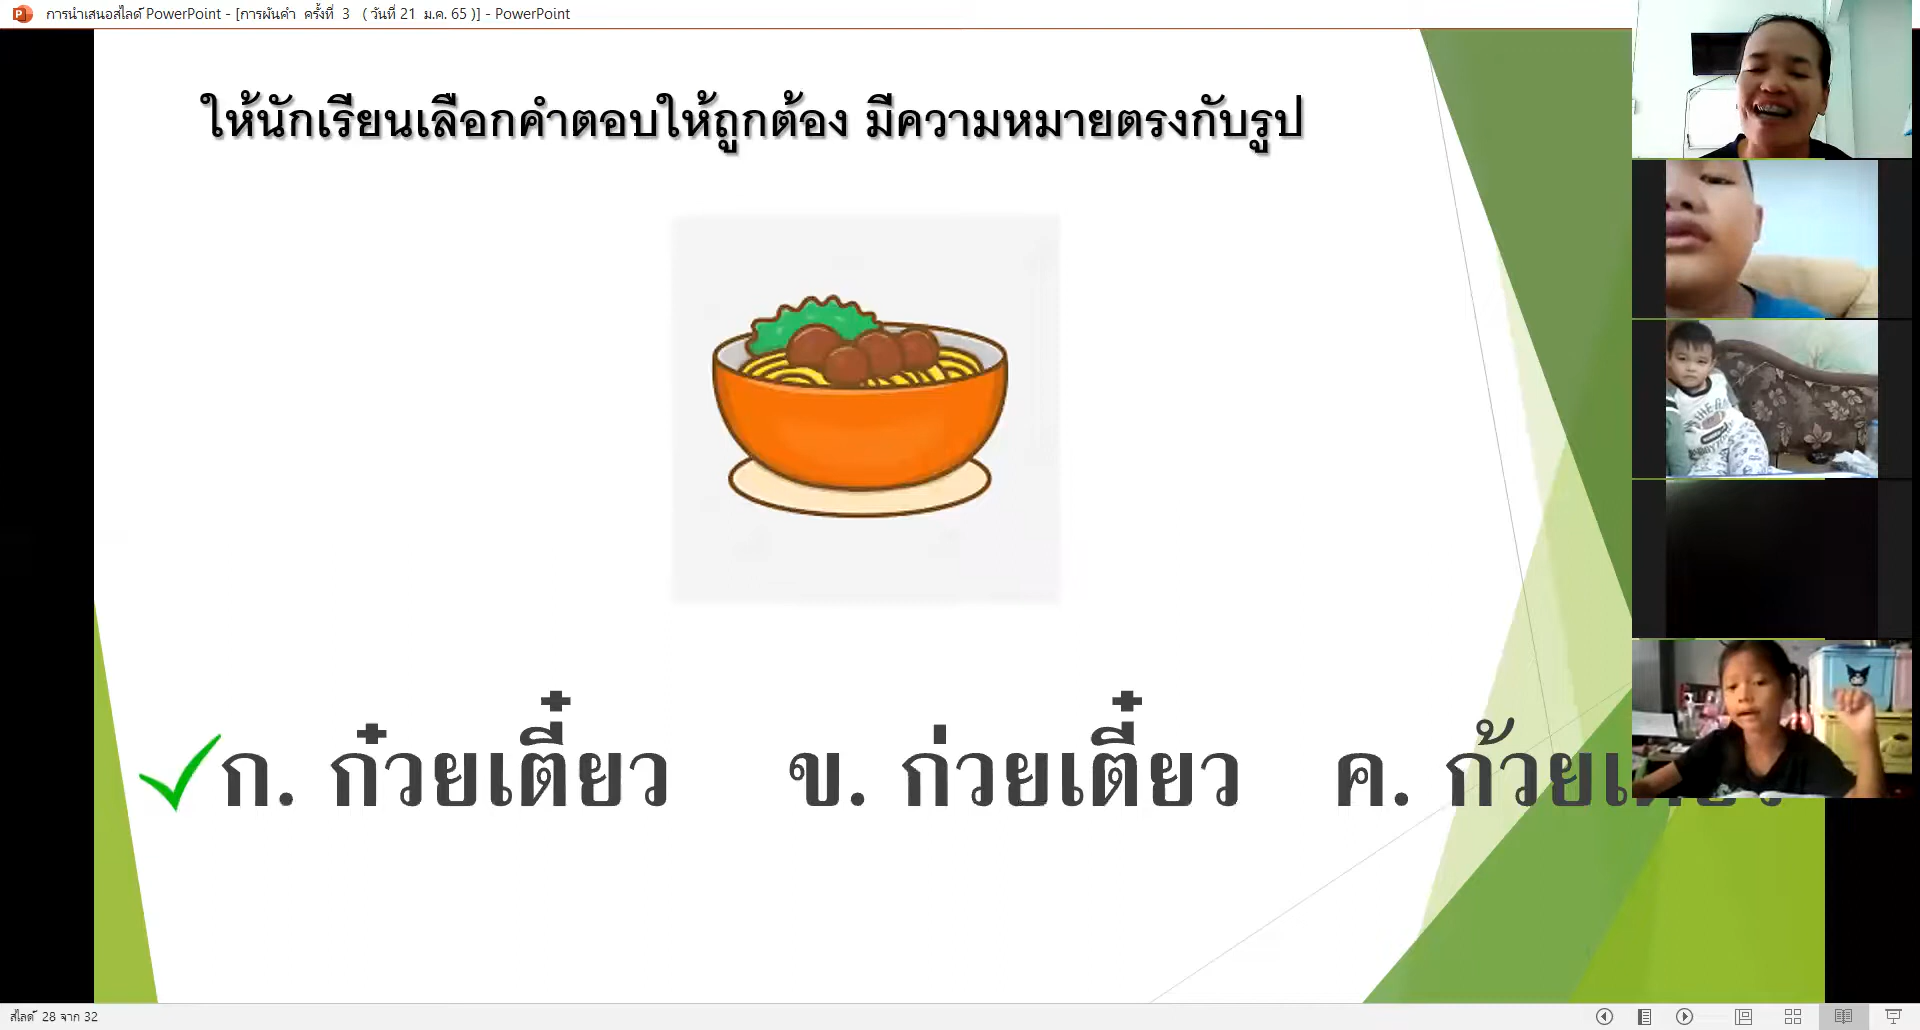 การนำเสนอสไลด์ PowerPoint - [การผันคำ ครั้งที่ 3 ( วันที่ 21 ม.ค. 65 )] - PowerPoint
ให้นักเรียนเลือกคำตอบให้ถูกต้อง มีความหมายตรงกับรูป
ก. ก๋วยเตี๋ยว ข. ก่วยเตี๋ยว ค. ก้วย
สไลด์ 28 จาก 32